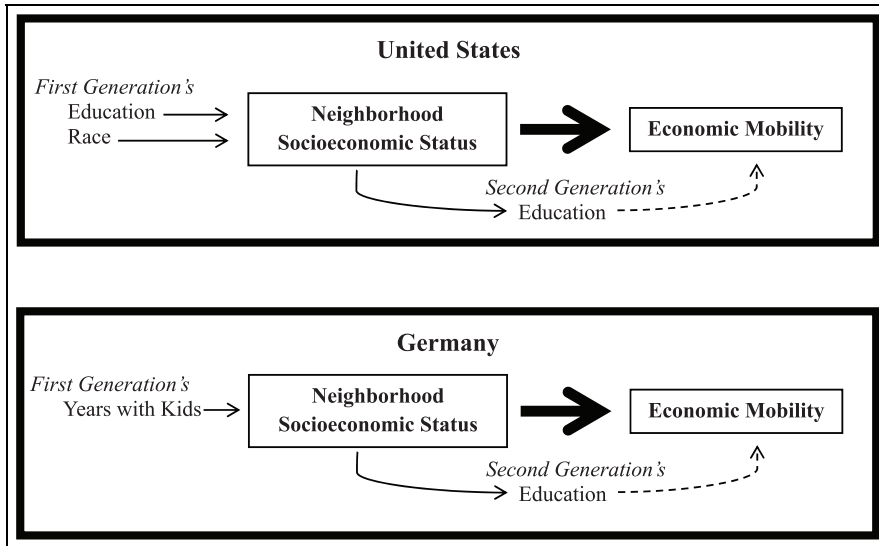 United States
First Generation's
Education
Race
Neighborhood
Socioeconomic Status
Economic Mobility
Second Generation's
Education
Germany
First Generation's
Years with Kids
Neighborhood
Socioeconomic Status
Economic Mobility
Second Generation's
Education